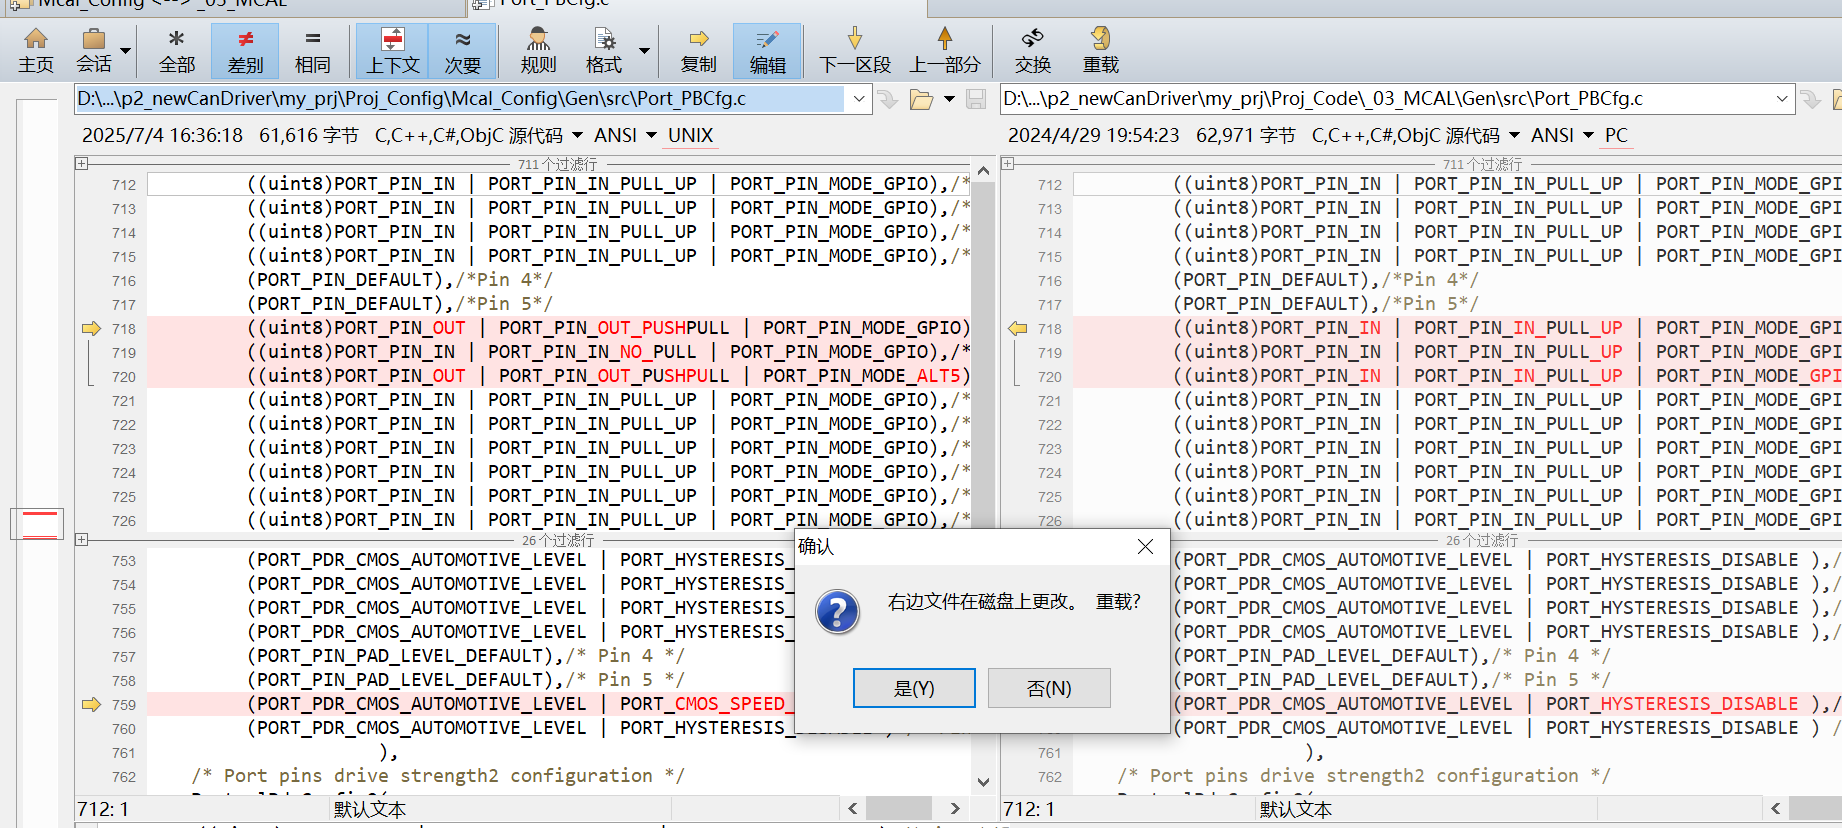 Mcal_Config <--> _03_MCAL
Port_PBCfg.c
主页 会话 全部 差别 相同 上下文 次要 规则 格式 复制 编辑 下一区段 上一部分 交换 重载
D:\...\p2_newCanDriver\my_prj\Proj_Config\Mcal_Config\Gen\src\Port_PBCfg.c
2025/7/4 16:36:18 61,616 字节 C,C++,C#,ObjC 源代码 ANSI UNIX
711 个过滤行
712 ((uint8)PORT_PIN_IN | PORT_PIN_IN_PULL_UP | PORT_PIN_MODE_GPIO),/*
713 ((uint8)PORT_PIN_IN | PORT_PIN_IN_PULL_UP | PORT_PIN_MODE_GPIO),/*
714 ((uint8)PORT_PIN_IN | PORT_PIN_IN_PULL_UP | PORT_PIN_MODE_GPIO),/*
715 ((uint8)PORT_PIN_IN | PORT_PIN_IN_PULL_UP | PORT_PIN_MODE_GPIO),/*
716 (PORT_PIN_DEFAULT),/*Pin 4*/
717 (PORT_PIN_DEFAULT),/*Pin 5*/
718 ((uint8)PORT_PIN_OUT | PORT_PIN_OUT_PUSHPULL | PORT_PIN_MODE_GPIO)
719 ((uint8)PORT_PIN_IN | PORT_PIN_IN_NO_PULL | PORT_PIN_MODE_GPIO),/*
720 ((uint8)PORT_PIN_OUT | PORT_PIN_OUT_PUSHPULL | PORT_PIN_MODE_ALT5)
721 ((uint8)PORT_PIN_IN | PORT_PIN_IN_PULL_UP | PORT_PIN_MODE_GPIO),/*
722 ((uint8)PORT_PIN_IN | PORT_PIN_IN_PULL_UP | PORT_PIN_MODE_GPIO),/*
723 ((uint8)PORT_PIN_IN | PORT_PIN_IN_PULL_UP | PORT_PIN_MODE_GPIO),/*
724 ((uint8)PORT_PIN_IN | PORT_PIN_IN_PULL_UP | PORT_PIN_MODE_GPIO),/*
725 ((uint8)PORT_PIN_IN | PORT_PIN_IN_PULL_UP | PORT_PIN_MODE_GPIO),/*
726 ((uint8)PORT_PIN_IN | PORT_PIN_IN_PULL_UP | PORT_PIN_MODE_GPIO),/*
26 个过滤行
753 (PORT_PDR_CMOS_AUTOMOTIVE_LEVEL | PORT_HYSTERESIS_
754 (PORT_PDR_CMOS_AUTOMOTIVE_LEVEL | PORT_HYSTERESIS_
755 (PORT_PDR_CMOS_AUTOMOTIVE_LEVEL | PORT_HYSTERESIS_
756 (PORT_PDR_CMOS_AUTOMOTIVE_LEVEL | PORT_HYSTERESIS_
757 (PORT_PIN_PAD_LEVEL_DEFAULT),/* Pin 4 */
758 (PORT_PIN_PAD_LEVEL_DEFAULT),/* Pin 5 */
759 (PORT_PDR_CMOS_AUTOMOTIVE_LEVEL | PORT_CMOS_SPEED_
760 (PORT_PDR_CMOS_AUTOMOTIVE_LEVEL |
761 ),
762 /* Port pins drive strength2 configuration */
712: 1 默认文本
D:\...\p2_newCanDriver\my_prj\Proj_Code\_03_MCAL\Gen\src\Port_PBCfg.c
2024/4/29 19:54:23 62,971 字节 C,C++,C#,ObjC 源代码 ANSI PC
711 个过滤行
712 ((uint8)PORT_PIN_IN | PORT_PIN_IN_PULL_UP | PORT_PIN_MODE_GPI
713 ((uint8)PORT_PIN_IN | PORT_PIN_IN_PULL_UP | PORT_PIN_MODE_GPI
714 ((uint8)PORT_PIN_IN | PORT_PIN_IN_PULL_UP | PORT_PIN_MODE_GPI
715 ((uint8)PORT_PIN_IN | PORT_PIN_IN_PULL_UP | PORT_PIN_MODE_GPI
716 (PORT_PIN_DEFAULT),/*Pin 4*/
717 (PORT_PIN_DEFAULT),/*Pin 5*/
718 ((uint8)PORT_PIN_IN | PORT_PIN_IN_PULL_UP | PORT_PIN_MODE_GPI
719 ((uint8)PORT_PIN_IN | PORT_PIN_IN_PULL_UP | PORT_PIN_MODE_GPI
720 ((uint8)PORT_PIN_IN | PORT_PIN_IN_PULL_UP | PORT_PIN_MODE_GPI
721 ((uint8)PORT_PIN_IN | PORT_PIN_IN_PULL_UP | PORT_PIN_MODE_GPI
722 ((uint8)PORT_PIN_IN | PORT_PIN_IN_PULL_UP | PORT_PIN_MODE_GPI
723 ((uint8)PORT_PIN_IN | PORT_PIN_IN_PULL_UP | PORT_PIN_MODE_GPI
724 ((uint8)PORT_PIN_IN | PORT_PIN_IN_PULL_UP | PORT_PIN_MODE_GPI
725 ((uint8)PORT_PIN_IN | PORT_PIN_IN_PULL_UP | PORT_PIN_MODE_GPI
726 ((uint8)PORT_PIN_IN | PORT_PIN_IN_PULL_UP | PORT_PIN_MODE_GPI
26 个过滤行
(PORT_PDR_CMOS_AUTOMOTIVE_LEVEL | PORT_HYSTERESIS_DISABLE ),/
(PORT_PDR_CMOS_AUTOMOTIVE_LEVEL | PORT_HYSTERESIS_DISABLE ),/
(PORT_PDR_CMOS_AUTOMOTIVE_LEVEL | PORT_HYSTERESIS_DISABLE ),/
(PORT_PDR_CMOS_AUTOMOTIVE_LEVEL | PORT_HYSTERESIS_DISABLE ),/
(PORT_PIN_PAD_LEVEL_DEFAULT),/* Pin 4 */
(PORT_PIN_PAD_LEVEL_DEFAULT),/* Pin 5 */
(PORT_PDR_CMOS_AUTOMOTIVE_LEVEL | PORT_HYSTERESIS_DISABLE ),/
(PORT_PDR_CMOS_AUTOMOTIVE_LEVEL | PORT_HYSTERESIS_DISABLE ) /
761 ),
762 /* Port pins drive strength2 configuration */
712: 1 默认文本
确认
右边文件在磁盘上更改。 重载?
是(Y) 否(N)